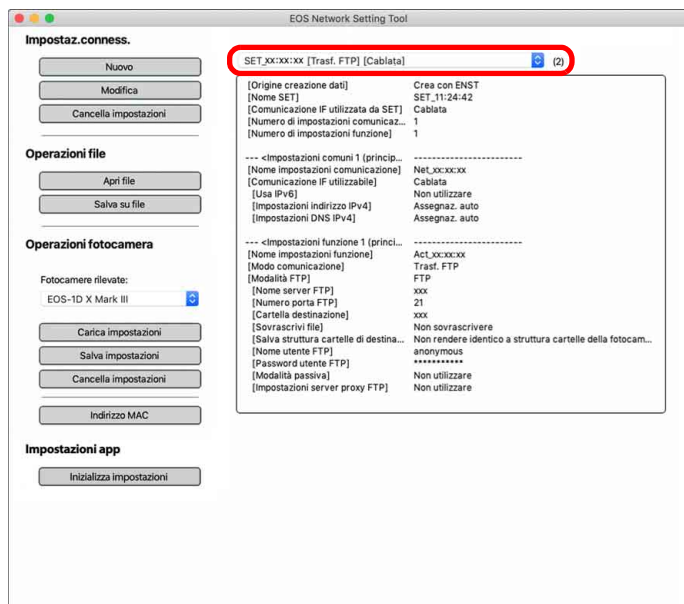 EOS Network Setting Tool
Impostaz.conness.
Nuovo
Modifica
Cancella impostazioni
Operazioni file
Apri file
Salva su file
Operazioni fotocamera
Fotocamere rilevate:
EOS-1D X Mark III
Carica impostazioni
Salva impostazioni
Cancella impostazioni
Indirizzo MAC
Impostazioni app
Inizializza impostazioni
SET_xx:xx:xx [Trasf. FTP] [Cablata] (2)
[Origine creazione dati] Crea con ENST
[Nome SET] SET_11:24:42
[Comunicazione IF utilizzata da SET] Cablata
[Numero di impostazioni comunicaz... 1
[Numero di impostazioni funzione] 1
--- <Impostazioni comuni 1 (princip... -----------------------
[Nome impostazioni comunicazione] Net_xx:xx:xx
[Comunicazione IF utilizzabile] Cablata
[Usa IPv6] Non utilizzare
[Impostazioni indirizzo IPv4] Assegnaz. auto
[Impostazioni DNS IPv4] Assegnaz. auto
--- <Impostazioni funzione 1 (princi... -----------------------
[Nome impostazioni funzione] Act_xx:xx:xx
[Modo comunicazione] Trasf. FTP
[Modalità FTP] FTP
[Nome server FTP] xxx
[Numero porta FTP] 21
[Cartella destinazione] xxx
[Sovrascrivi file] Non sovrascrivere
[Salva struttura cartelle di destina... Non rendere identico a struttura cartelle della fotocam...
[Nome utente FTP] anonymous
[Password utente FTP] ***********
[Modalità passiva] Non utilizzare
[Impostazioni server proxy FTP] Non utilizzare